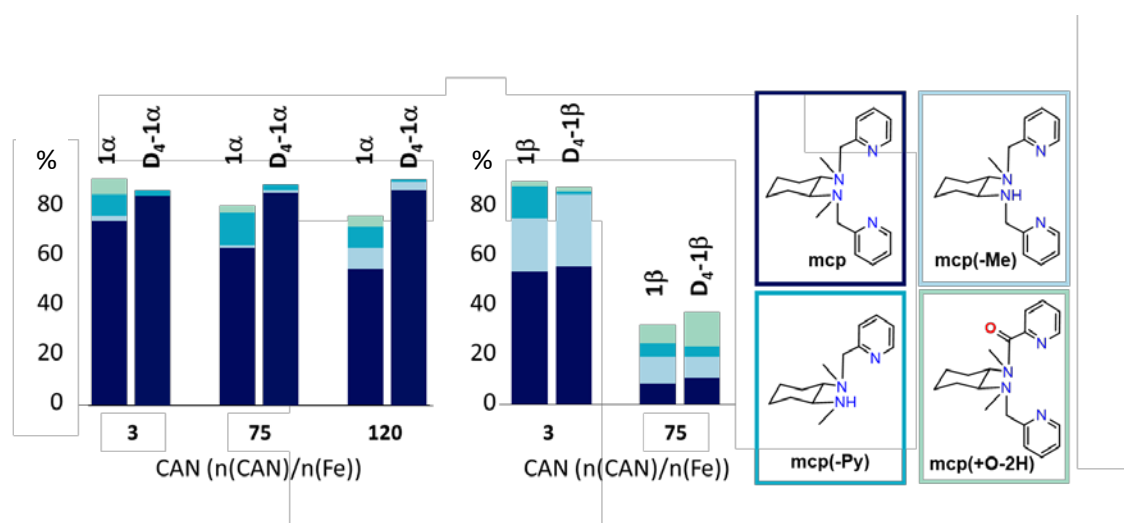 %
1α
D4-1α
1α
D4-1α
1α
D4-1α
80
60
40
20
0
3
75
120
CAN (n(CAN)/n(Fe))
%
1β
D4-1β
1β
D4-1β
80
60
40
20
0
3
75
CAN (n(CAN)/n(Fe))
N
N
N
N
mcp
N
N
NH
N
mcp(-Me)
N
N
NH
mcp(-Py)
O
N
N
N
N
mcp(+O-2H)